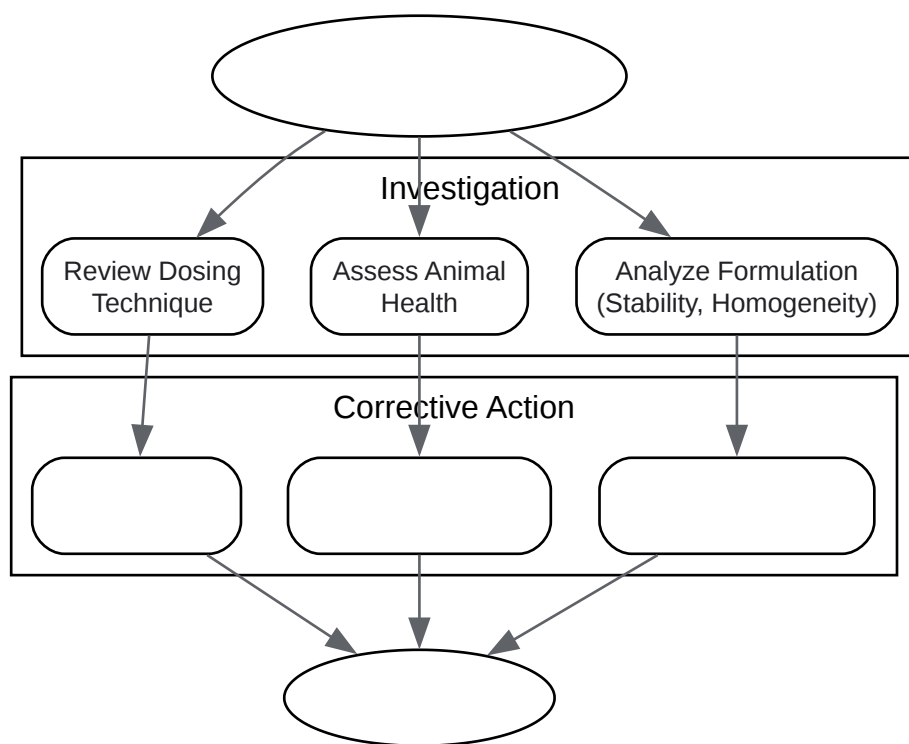 Investigation
Review Dosing
Technique
Assess Animal
Health
Analyze Formulation
(Stability, Homogeneity)
Corrective Action